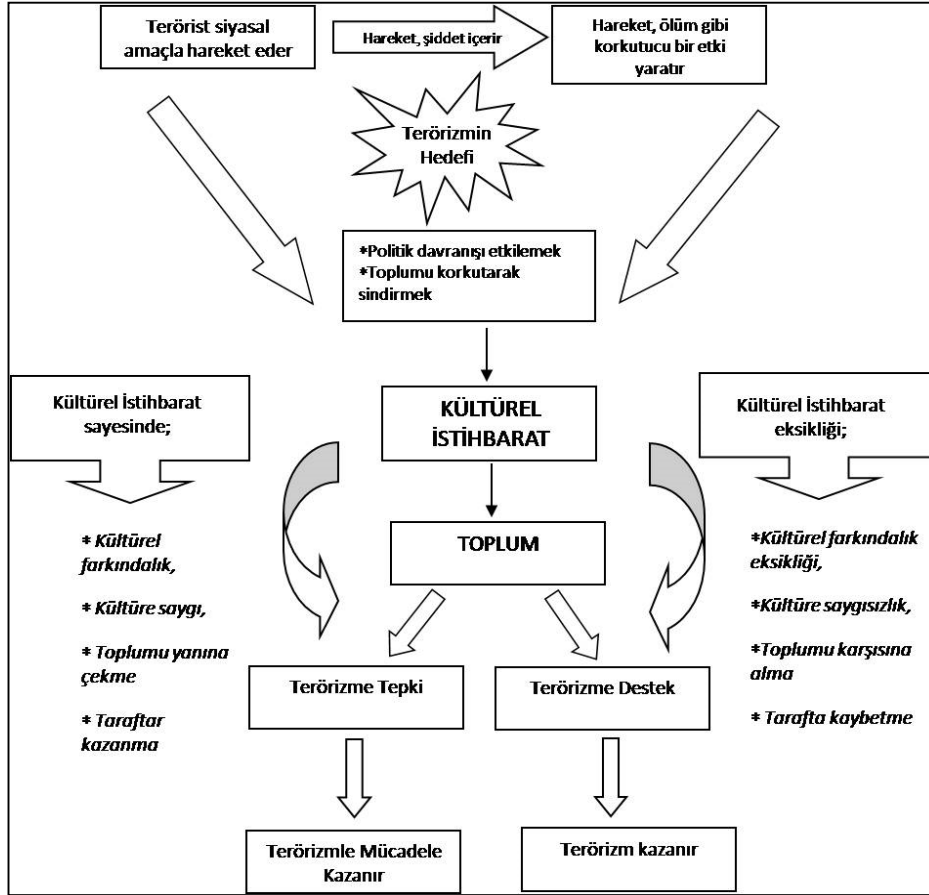 Terörist siyasal
amaçla hareket eder
Hareket, şiddet içerir
Hareket, ölüm gibi
korkutucu bir etki
yaratır
Terörizmin
Hedefi
*Politik davranışı etkilemek
*Toplumu korkutarak
sindirmek
Kültürel İstihbarat
sayesinde;
KÜLTÜREL
İSTİHBARAT
Kültürel İstihbarat
eksikliği;
* Kültürel
farkındalık,
* Kültüre saygı,
* Toplumu yanına
çekme
* Taraftar
kazanma
TOPLUM
*Kültürel farkındalık
eksikliği,
*Kültüre saygısızlık,
*Toplumu karşısına
alma
* Tarafta kaybetme
Terörizme Tepki
Terörizme Destek
Terörizmle Mücadele
Kazanır
Terörizm kazanır